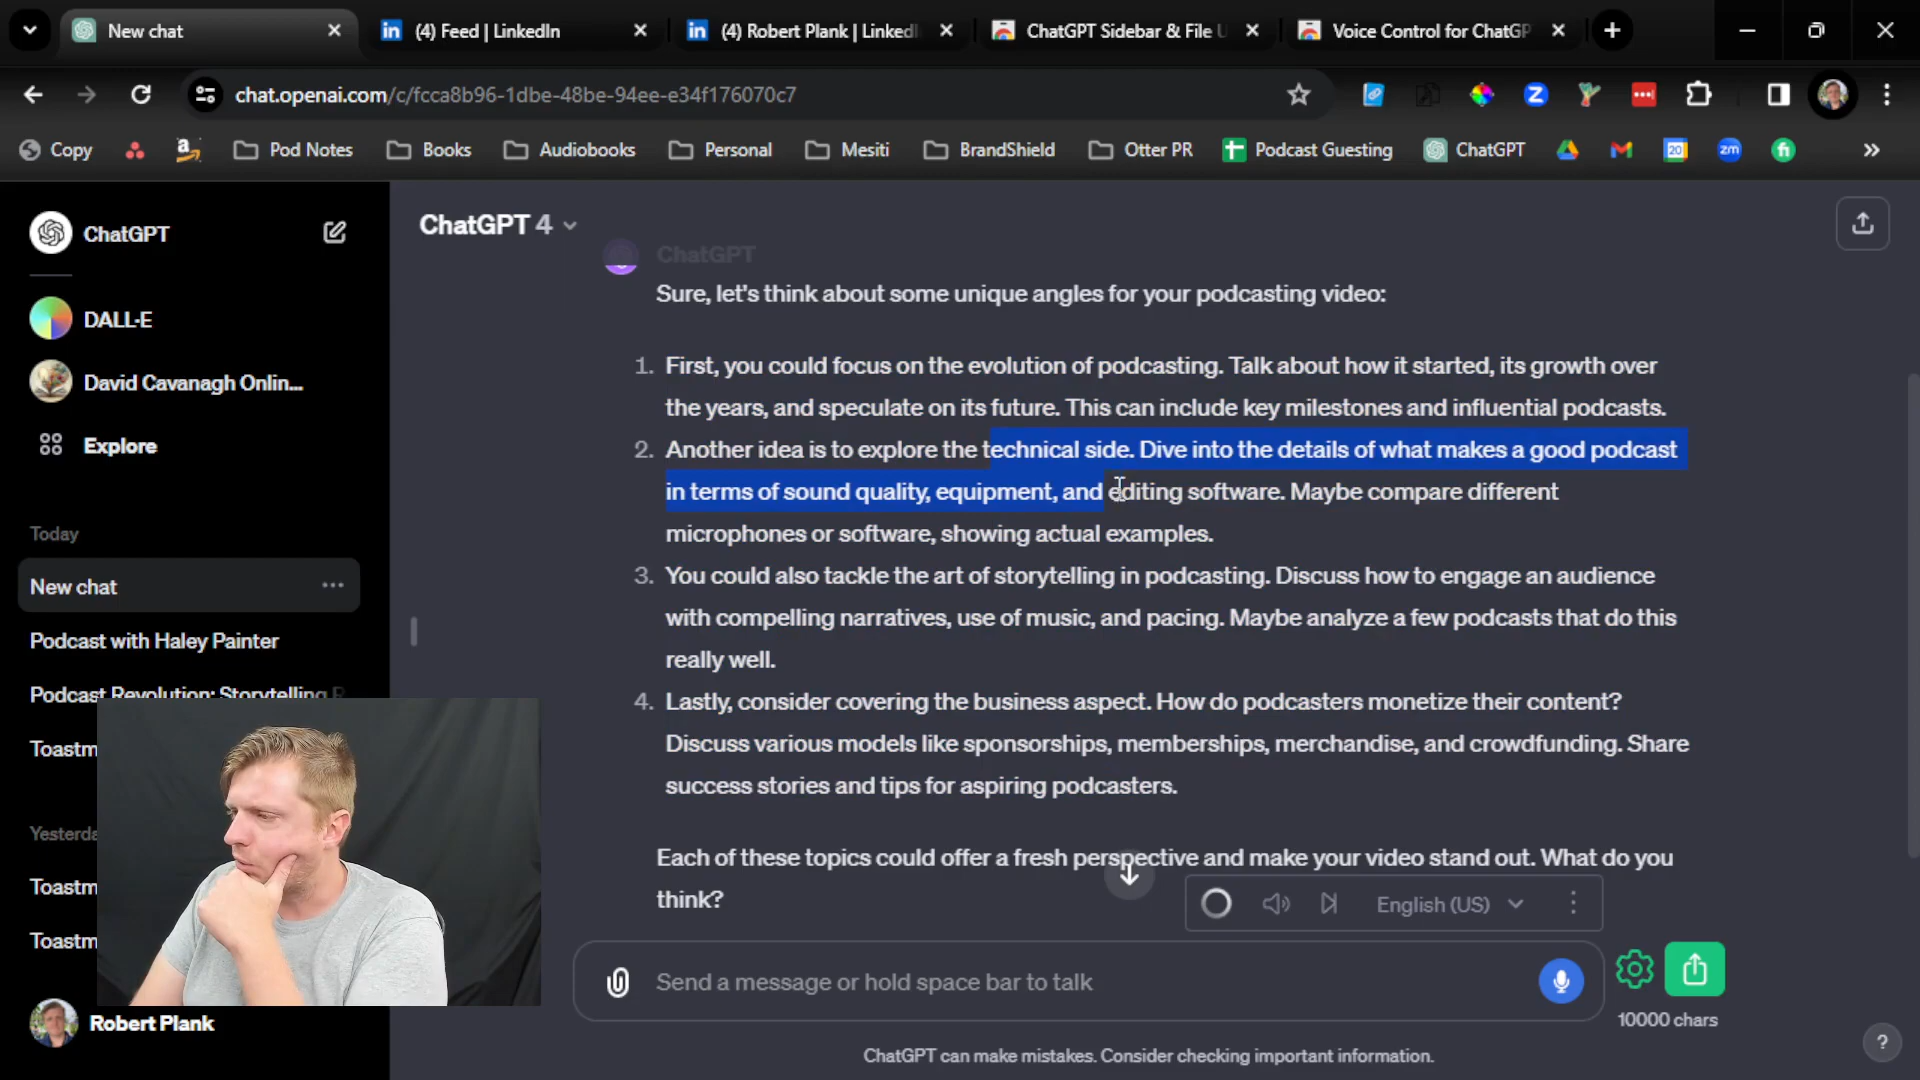 New chat
(4) Feed | LinkedIn
(4) Robert Plank | Linked
ChatGPT Sidebar & File U
Voice Control for ChatGP
chat.openai.com/c/fcca8b96-1dbe-48be-94ee-e34f176070c7
Copy
Pod Notes
Books
Audiobooks
Personal
Mesiti
BrandShield
Otter PR
Podcast Guesting
ChatGPT
ChatGPT
DALL·E
David Cavanagh Onlin...
Explore
Today
New chat
Podcast with Haley Painter
Podcast Revolution: Storytelling
Toastm
Yesterda
Toastm
Toastm
Robert Plank
ChatGPT 4
ChatGPT
Sure, let's think about some unique angles for your podcasting video:
1. First, you could focus on the evolution of podcasting. Talk about how it started, its growth over
the years, and speculate on its future. This can include key milestones and influential podcasts.
2. Another idea is to explore the technical side. Dive into the details of what makes a good podcast
in terms of sound quality, equipment, and editing software. Maybe compare different
microphones or software, showing actual examples.
3. You could also tackle the art of storytelling in podcasting. Discuss how to engage an audience
with compelling narratives, use of music, and pacing. Maybe analyze a few podcasts that do this
really well.
4. Lastly, consider covering the business aspect. How do podcasters monetize their content?
Discuss various models like sponsorships, memberships, merchandise, and crowdfunding. Share
success stories and tips for aspiring podcasters.
Each of these topics could offer a fresh perspective and make your video stand out. What do you
think?
English (US)
Send a message or hold space bar to talk
10000 chars
ChatGPT can make mistakes. Consider checking important information.
?